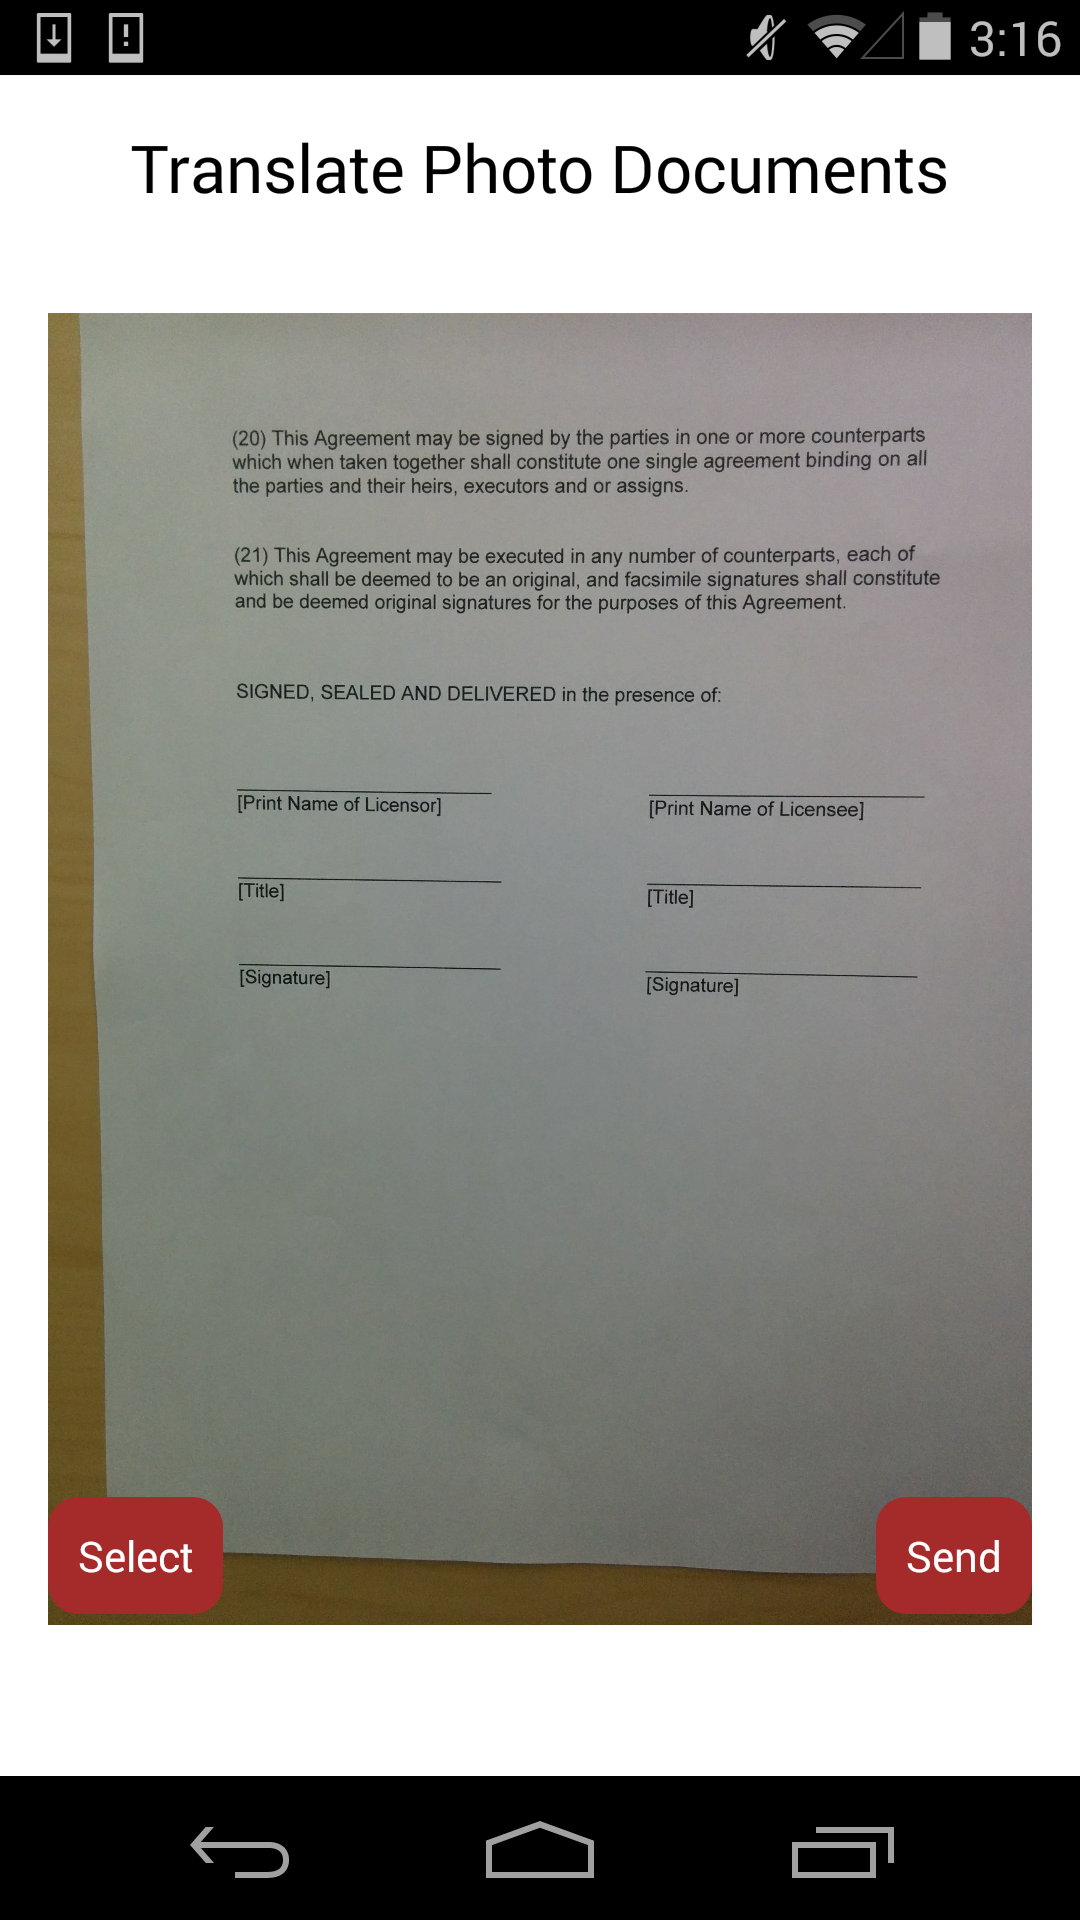 3:16
Translate Photo Documents
(20) This Agreement may be signed by the parties in one or more counterparts
which when taken together shall constitute one single agreement binding on all
the parties and their heirs, executors and or assigns.
(21) This Agreement may be executed in any number of counterparts, each of
which shall be deemed to be an original, and facsimile signatures shall constitute
and be deemed original signatures for the purposes of this Agreement.
SIGNED, SEALED AND DELIVERED in the presence of:
[Print Name of Licensor]
[Print Name of Licensee]
[Title]
[Title]
[Signature]
[Signature]
Select
Send